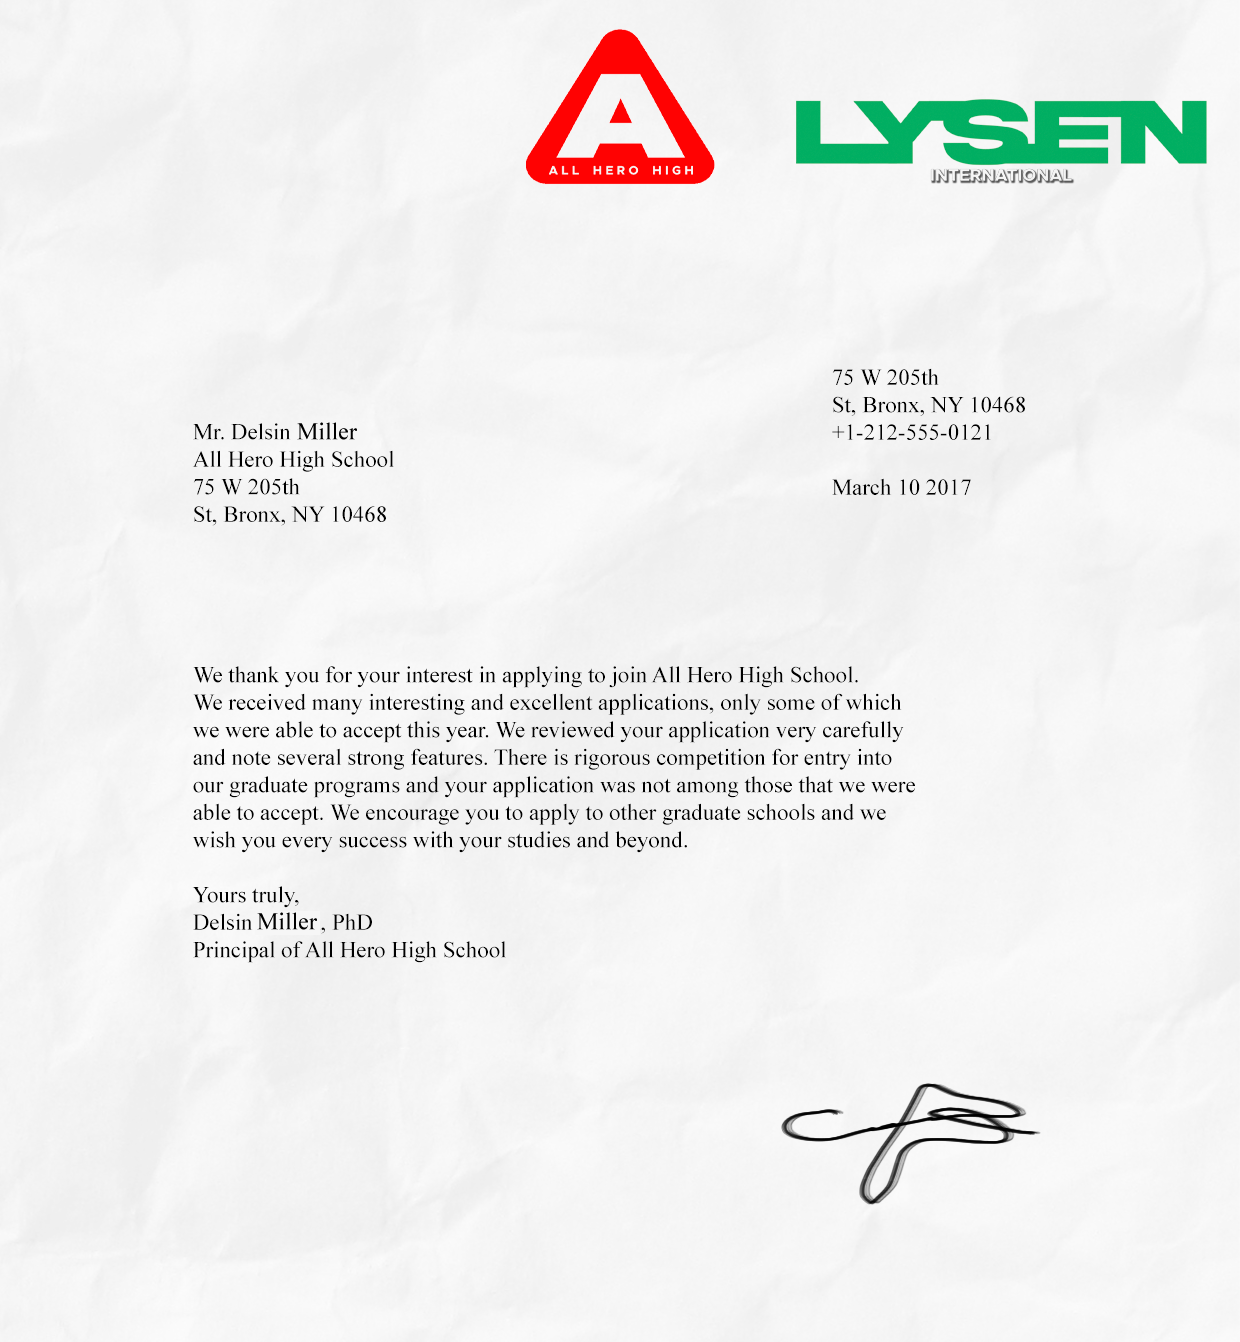 A
ALL HERO HIGH
LYSEN
INTERNATIONAL
75 W 205th
St, Bronx, NY 10468
+1-212-555-0121
March 10 2017
Mr. Delsin Miller
All Hero High School
75 W 205th
St, Bronx, NY 10468
We thank you for your interest in applying to join All Hero High School.
We received many interesting and excellent applications, only some of which
we were able to accept this year. We reviewed your application very carefully
and note several strong features. There is rigorous competition for entry into
our graduate programs and your application was not among those that we were
able to accept. We encourage you to apply to other graduate schools and we
wish you every success with your studies and beyond.
Yours truly,
Delsin Miller , PhD
Principal of All Hero High School